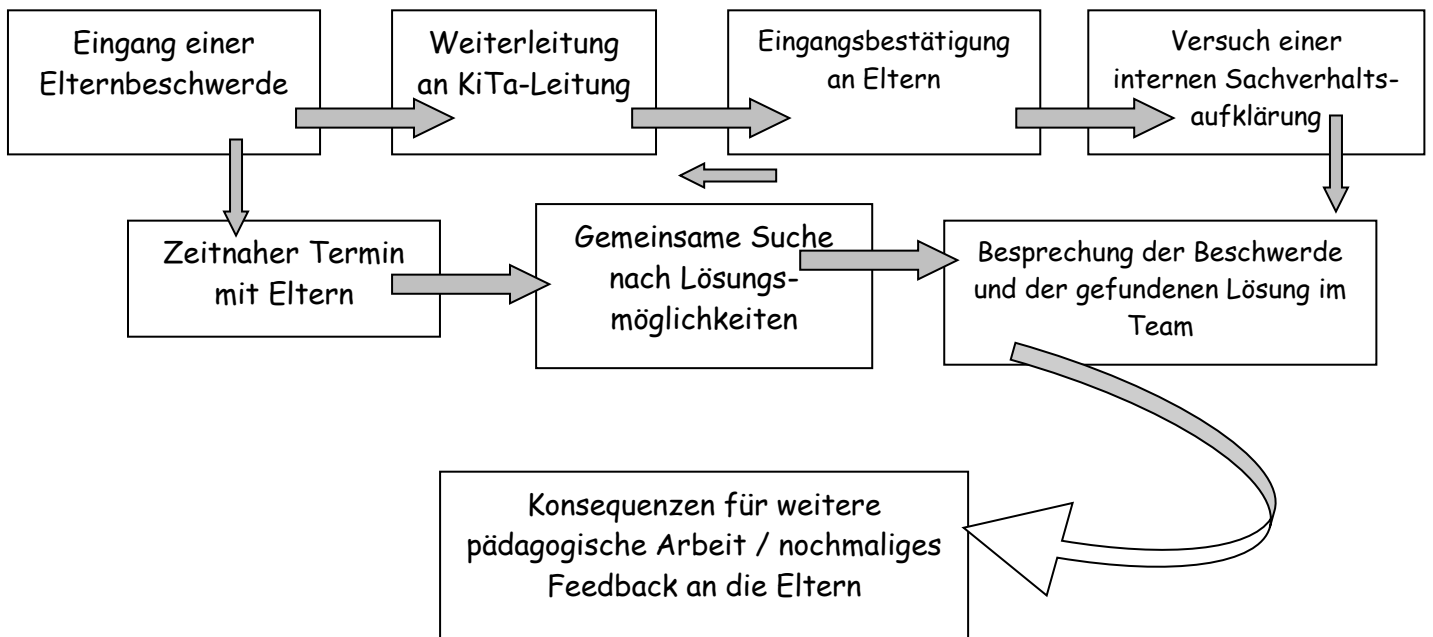 Eingang einer
Elternbeschwerde
Weiterleitung
an KiTa-Leitung
Eingangsbestätigung
an Eltern
Versuch einer
internen Sachverhalts-
aufklärung
Zeitnaher Termin
mit Eltern
Gemeinsame Suche
nach Lösungs-
möglichkeiten
Besprechung der Beschwerde
und der gefundenen Lösung im
Team
Konsequenzen für weitere
pädagogische Arbeit / nochmaliges
Feedback an die Eltern